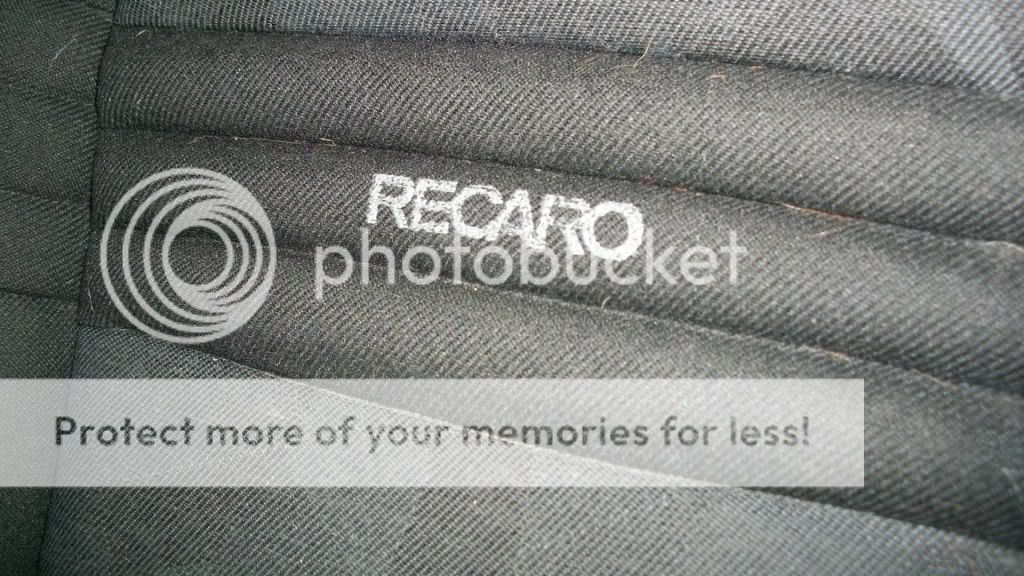 RECARO
photobucket
Protect more of your memories for less!